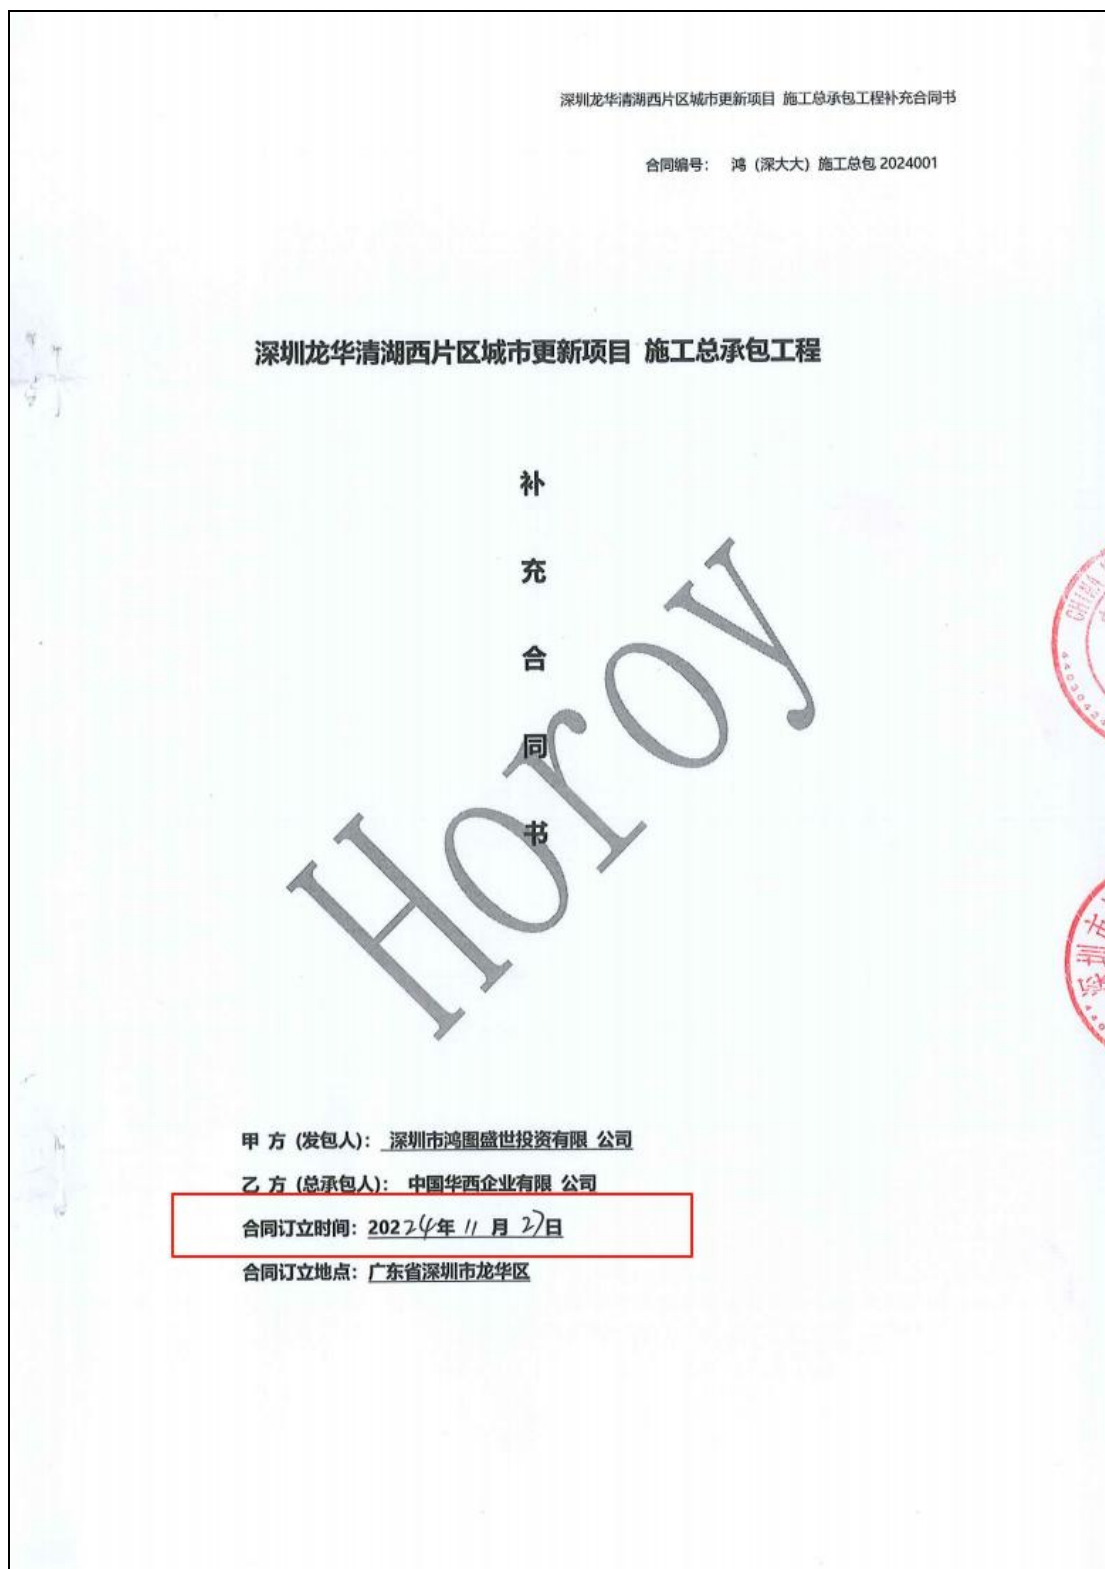 深圳龙华清湖西片区城市更新项目 施工总承包工程补充合同书
合同编号: 鸿(深大大)施工总包 2024001
深圳龙华清湖西片区城市更新项目 施工总承包工程
补
充
合
同
书
Horoy
CHINA
深圳市
甲 方 (发包人): 深圳市鸿图盛世投资有限 公司
乙 方 (总承包人): 中国华西企业有限 公司
合同订立时间: 20224年 11 月 27日
合同订立地点: 广东省深圳市龙华区